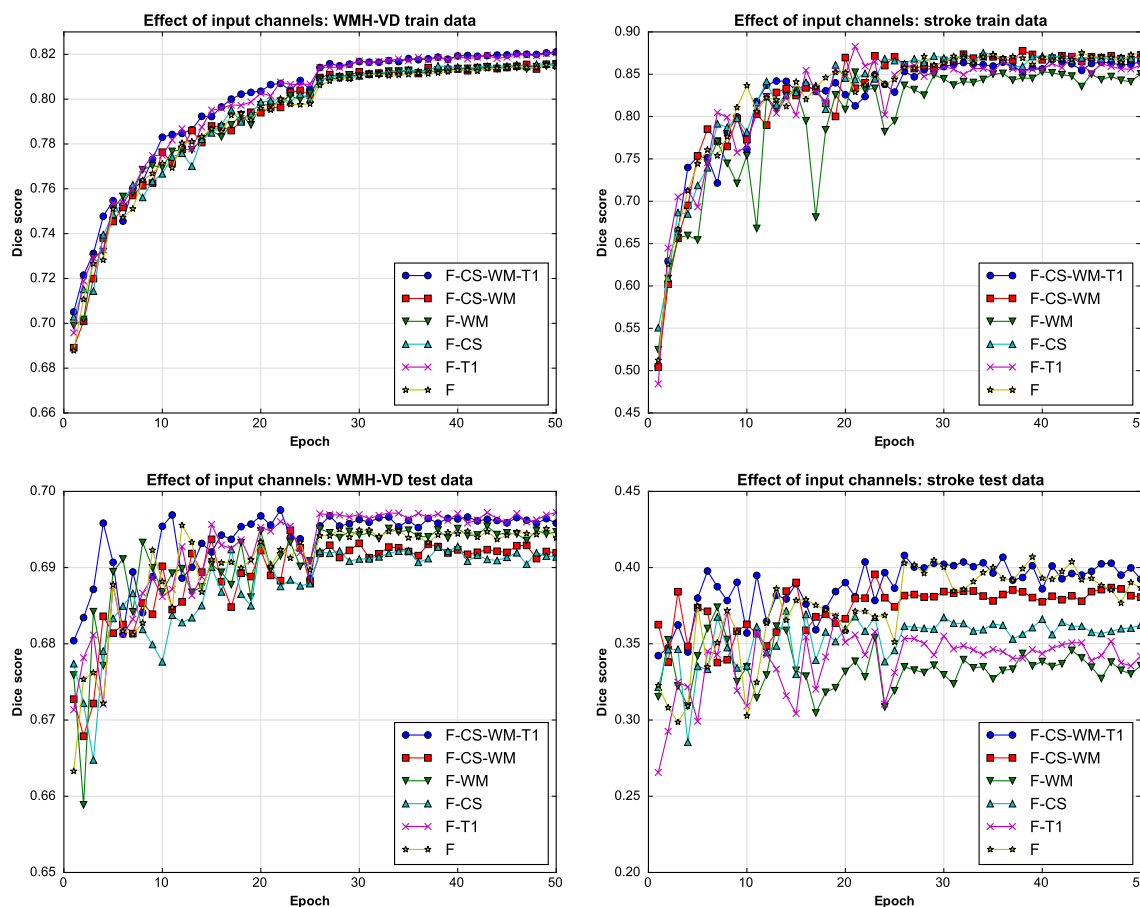 Effect of input channels: WMH-VD train data
Dice score
0.82
0.80
0.78
0.76
0.74
0.72
0.70
0.68
0.66
0 10 20 30 40 50
Epoch
F-CS-WM-T1
F-CS-WM
F-WM
F-CS
F-T1
F
Effect of input channels: stroke train data
Dice score
0.90
0.85
0.80
0.75
0.70
0.65
0.60
0.55
0.50
0.45
0 10 20 30 40 50
Epoch
F-CS-WM-T1
F-CS-WM
F-WM
F-CS
F-T1
F
Effect of input channels: WMH-VD test data
Dice score
0.70
0.69
0.68
0.67
0.66
0.65
0 10 20 30 40 50
Epoch
F-CS-WM-T1
F-CS-WM
F-WM
F-CS
F-T1
F
Effect of input channels: stroke test data
Dice score
0.45
0.40
0.35
0.30
0.25
0.20
0 10 20 30 40 50
Epoch
F-CS-WM-T1
F-CS-WM
F-WM
F-CS
F-T1
F